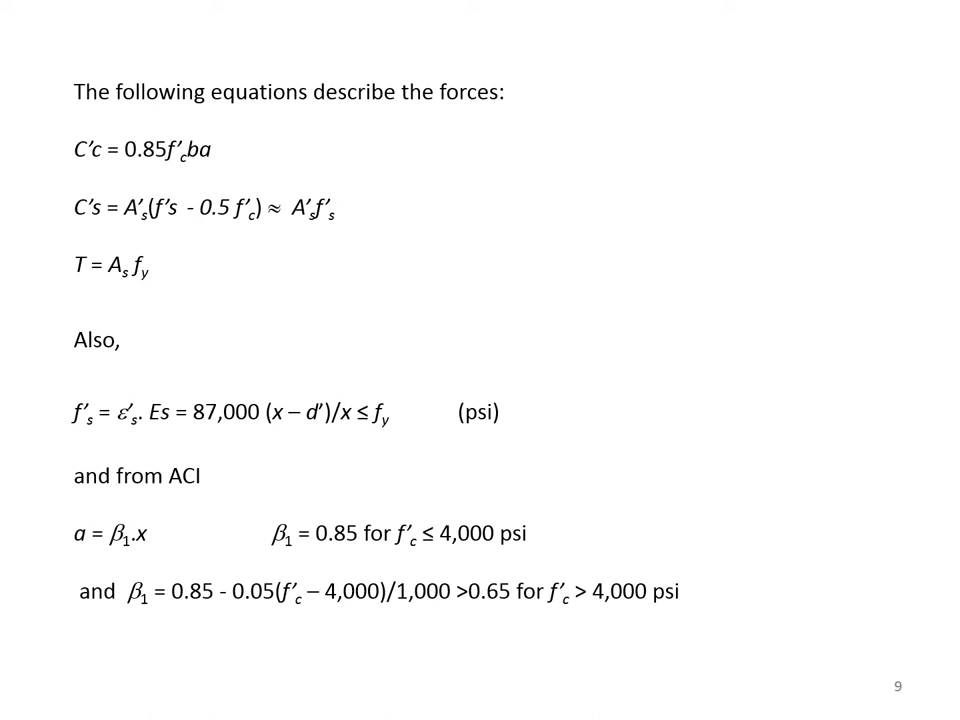 The following equations describe the forces:
C’c = 0.85f’cba
C’s = A’s(f’s - 0.5 f’c) ≈ A’sf’s
T = As fy
Also,
f’s = ε’s. Es = 87,000 (x – d’)/x ≤ fy (psi)
and from ACI
a = β1.x β1 = 0.85 for f’c ≤ 4,000 psi
and β1 = 0.85 - 0.05(f’c – 4,000)/1,000 >0.65 for f’c > 4,000 psi
9